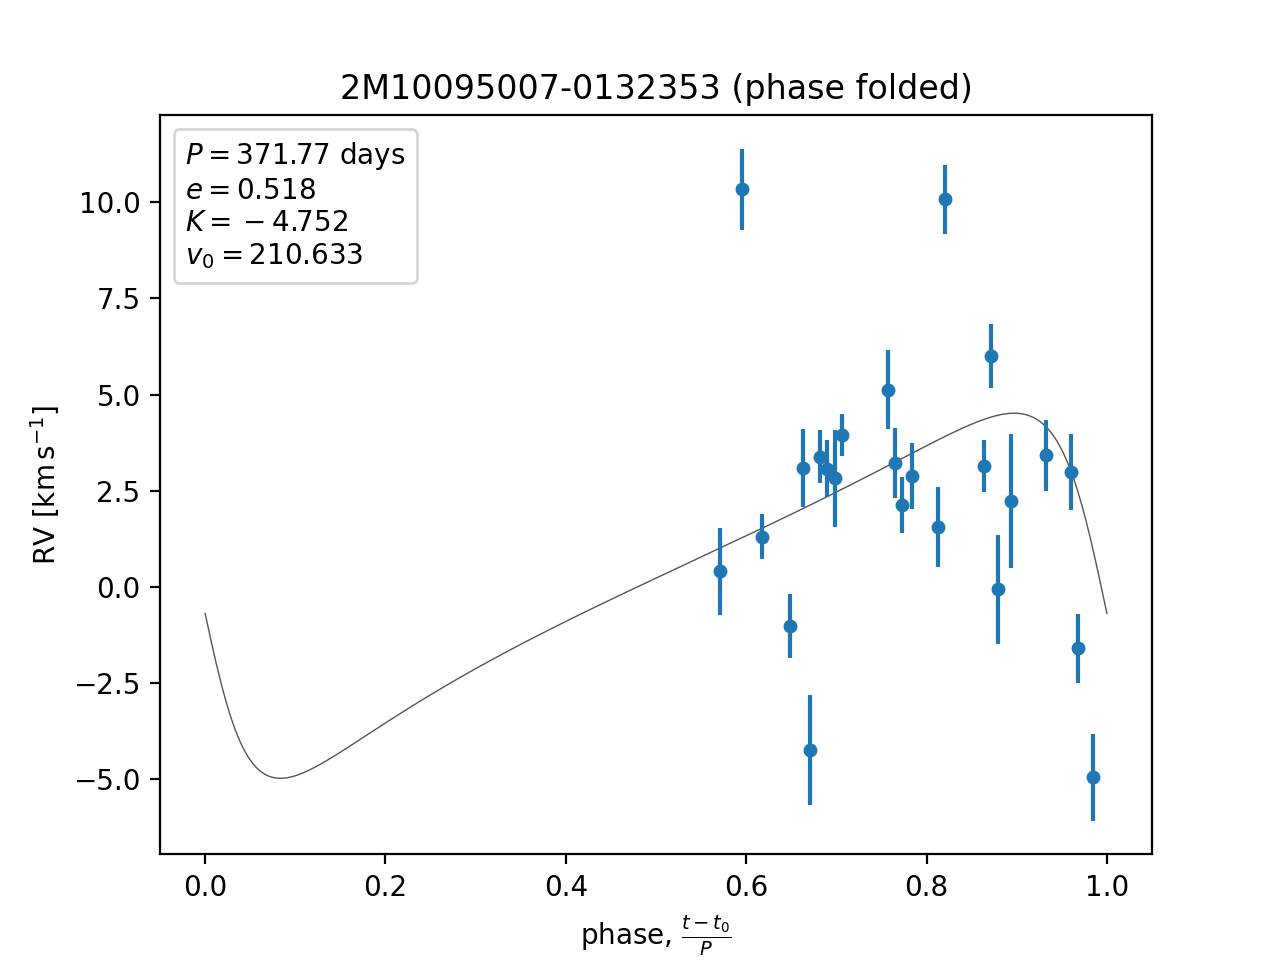 2M10095007-0132353 (phase folded)
P = 371.77 days
e = 0.518
K = −4.752
v₀ = 210.633
10.0
7.5
5.0
2.5
0.0
−2.5
−5.0
RV [km s⁻¹]
0.0 0.2 0.4 0.6 0.8 1.0
phase, (t − t₀)/P